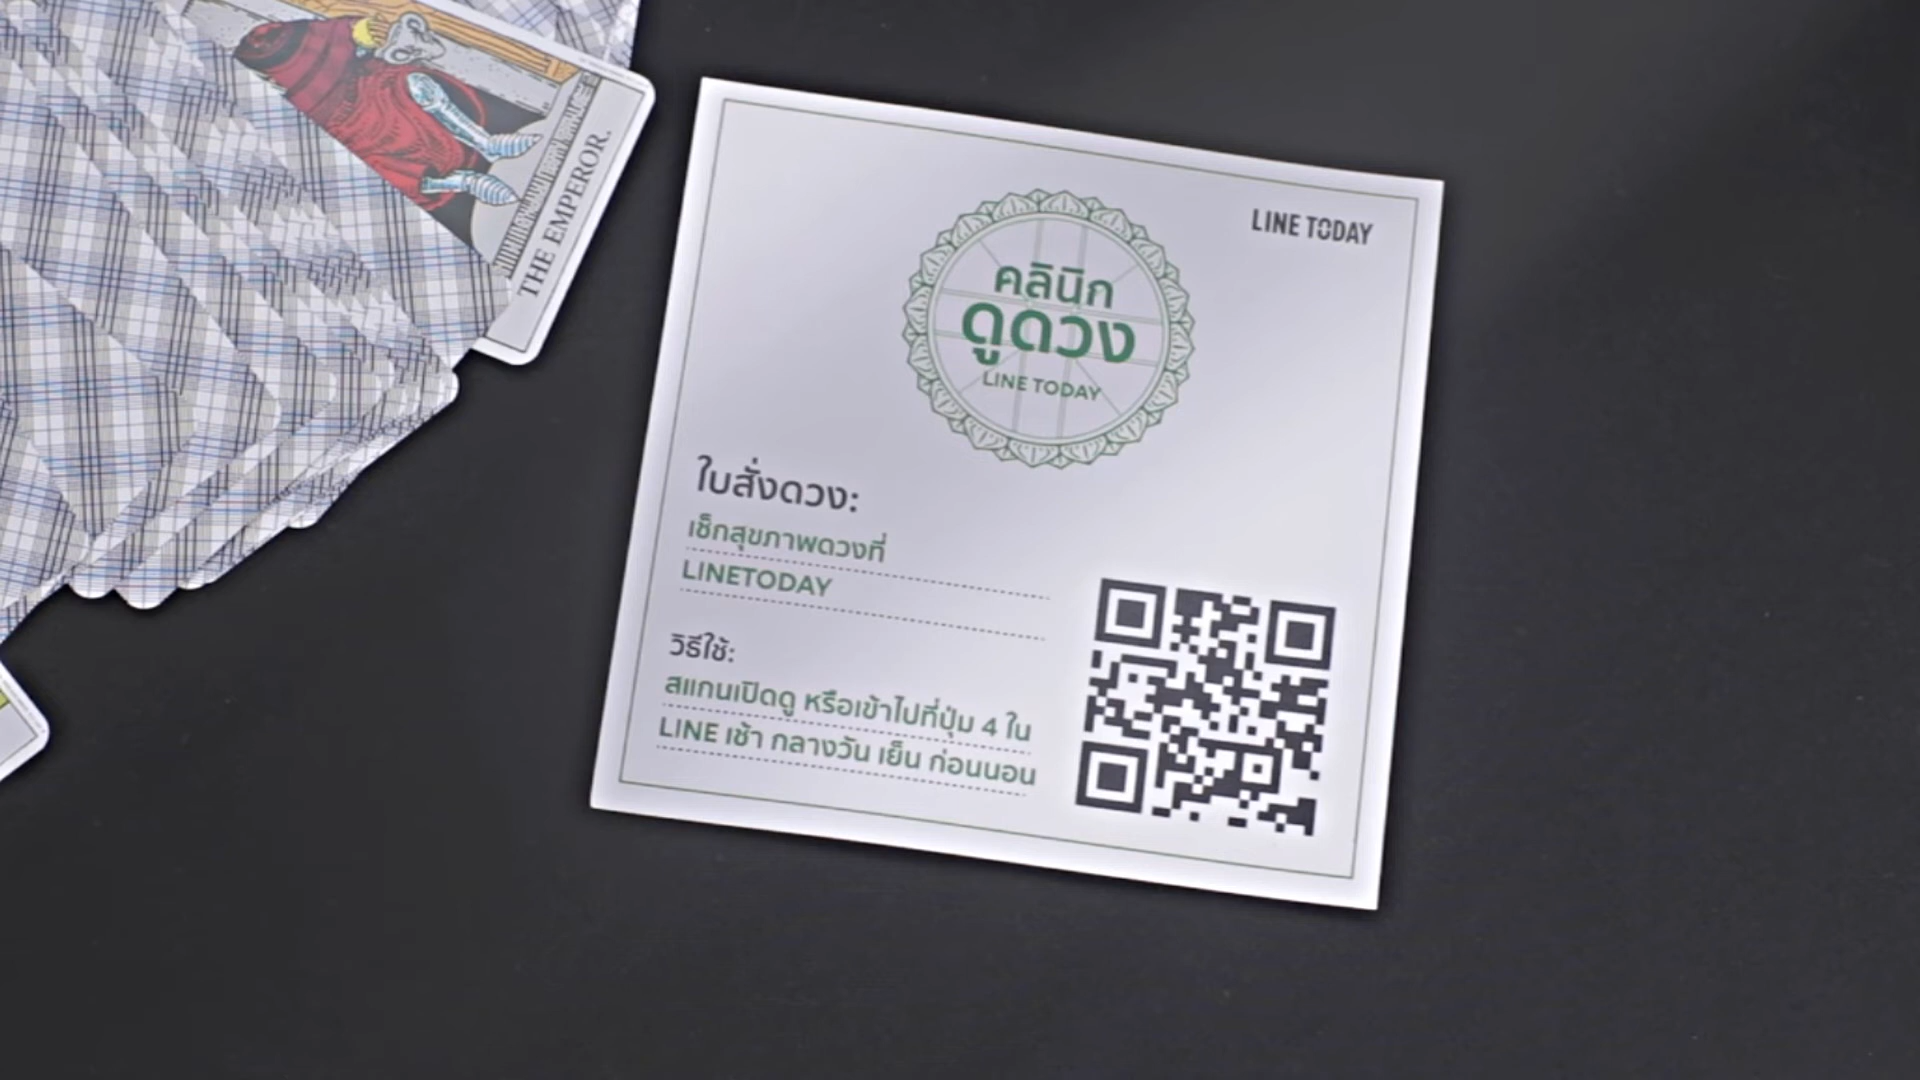 THE EMPEROR.
LINE TODAY
คลินิก
ดูดวง
LINE TODAY
ใบสั่งดวง:
เช็กสุขภาพดวงที่
LINETODAY
วิธีใช้:
สแกนเปิดดู หรือเข้าไปที่ปุ่ม 4 ใน
LINE เช้า กลางวัน เย็น ก่อนนอน